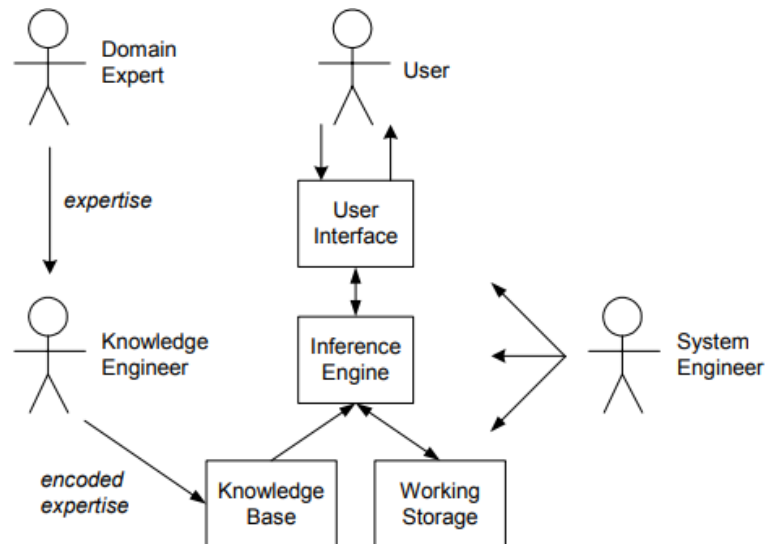 Domain
Expert
User
expertise
User
Interface
Knowledge
Engineer
Inference
Engine
System
Engineer
encoded
expertise
Knowledge
Base
Working
Storage